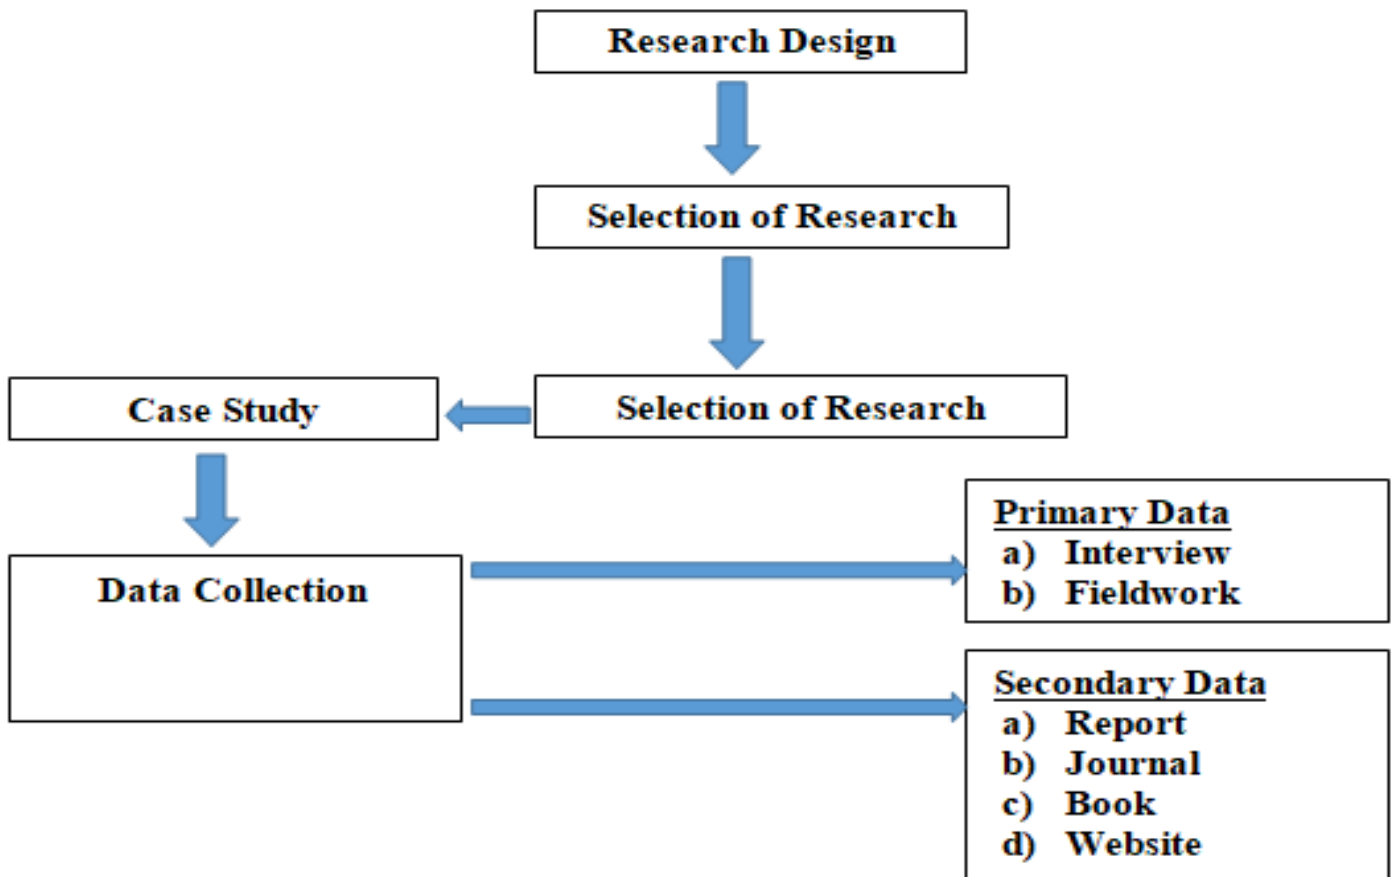 Research Design
Selection of Research
Selection of Research
Case Study
Data Collection
Primary Data
a) Interview
b) Fieldwork
Secondary Data
a) Report
b) Journal
c) Book
d) Website